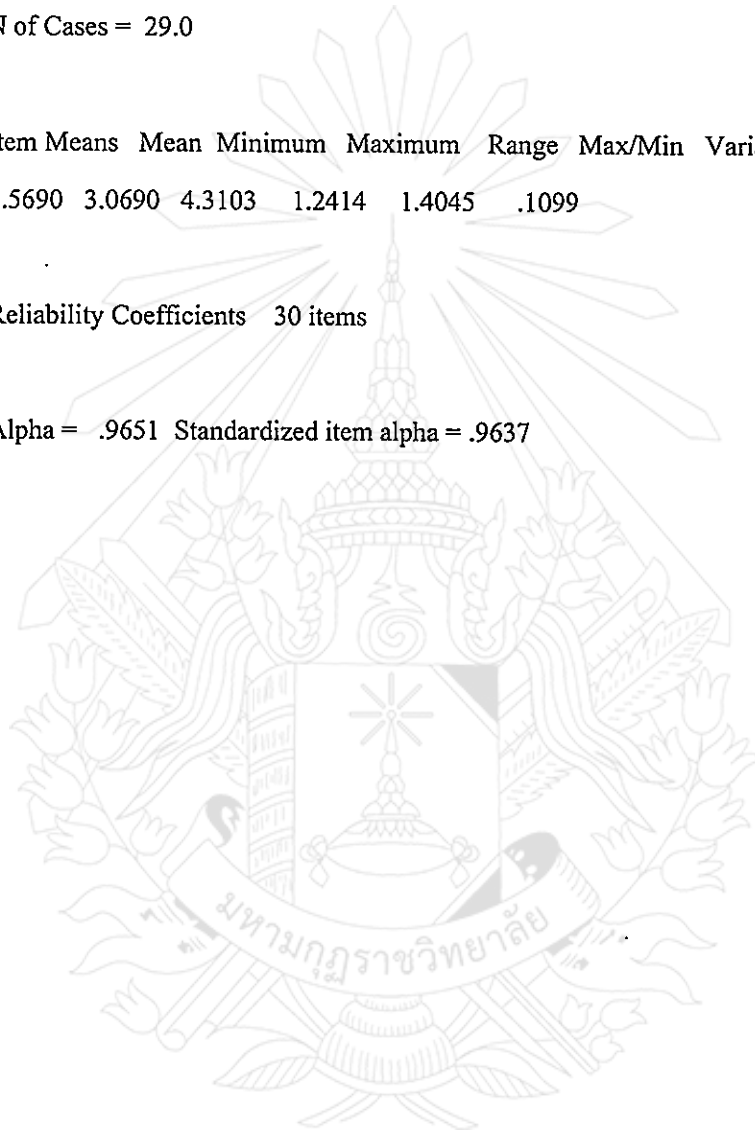 N of Cases = 29.0
Item Means Mean Minimum Maximum Range Max/Min Vari
.5690 3.0690 4.3103 1.2414 1.4045 .1099
Reliability Coefficients 30 items
Alpha = .9651 Standardized item alpha = .9637
มหามกุฏราชวิทยาลัย